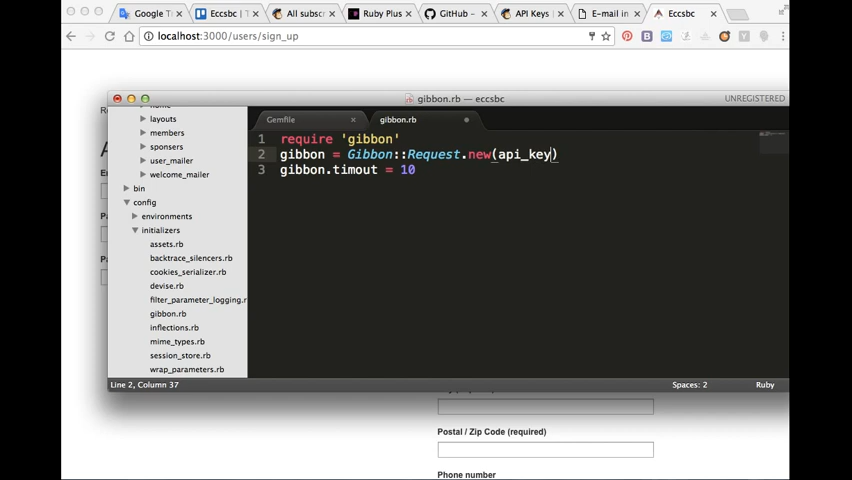 Google T
Eccsbc | T
All subscr
Ruby Plus
GitHub –
API Keys |
E-mail in
Eccsbc
localhost:3000/users/sign_up
gibbon.rb — eccsbc
UNREGISTERED
home
layouts
members
sponsers
user_mailer
welcome_mailer
bin
config
environments
initializers
assets.rb
backtrace_silencers.rb
cookies_serializer.rb
devise.rb
filter_parameter_logging.r
gibbon.rb
inflections.rb
mime_types.rb
session_store.rb
wrap_parameters.rb
Gemfile
gibbon.rb
1 require 'gibbon'
2 gibbon = Gibbon::Request.new(api_key)
3 gibbon.timout = 10
Line 2, Column 37
Spaces: 2
Ruby
Postal / Zip Code (required)
Phone number